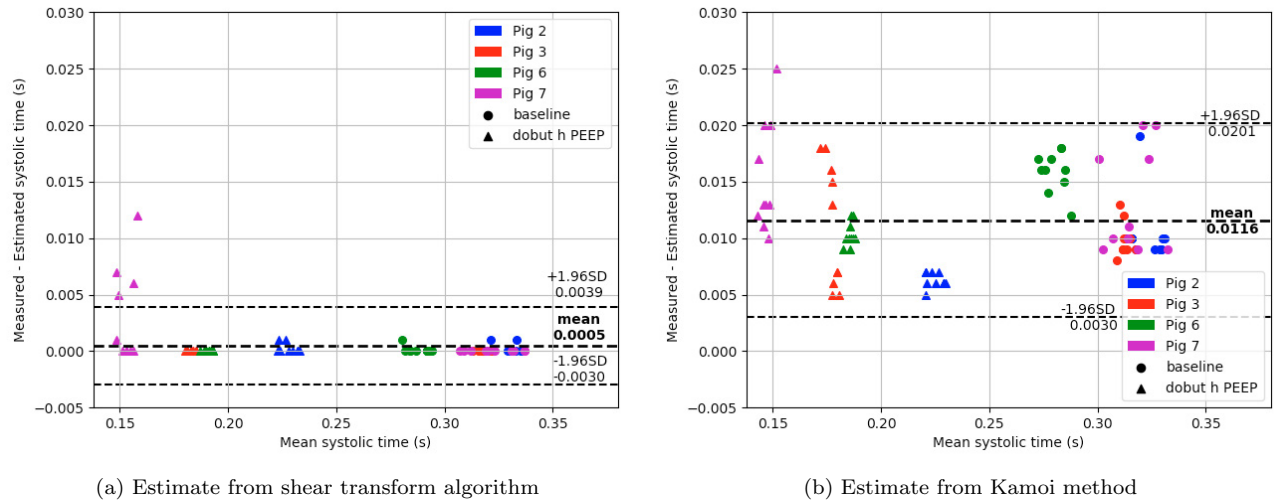 0.030
0.025
0.020
0.015
0.010
0.005
0.000
−0.005
Measured - Estimated systolic time (s)
Pig 2
Pig 3
Pig 6
Pig 7
baseline
dobut h PEEP
+1.96SD
0.0039
mean
0.0005
-1.96SD
-0.0030
0.15
0.20
0.25
0.30
0.35
Mean systolic time (s)
(a) Estimate from shear transform algorithm
0.030
0.025
0.020
0.015
0.010
0.005
0.000
−0.005
Measured - Estimated systolic time (s)
+1.96SD
0.0201
mean
0.0116
-1.96SD
0.0030
Pig 2
Pig 3
Pig 6
Pig 7
baseline
dobut h PEEP
0.15
0.20
0.25
0.30
0.35
Mean systolic time (s)
(b) Estimate from Kamoi method